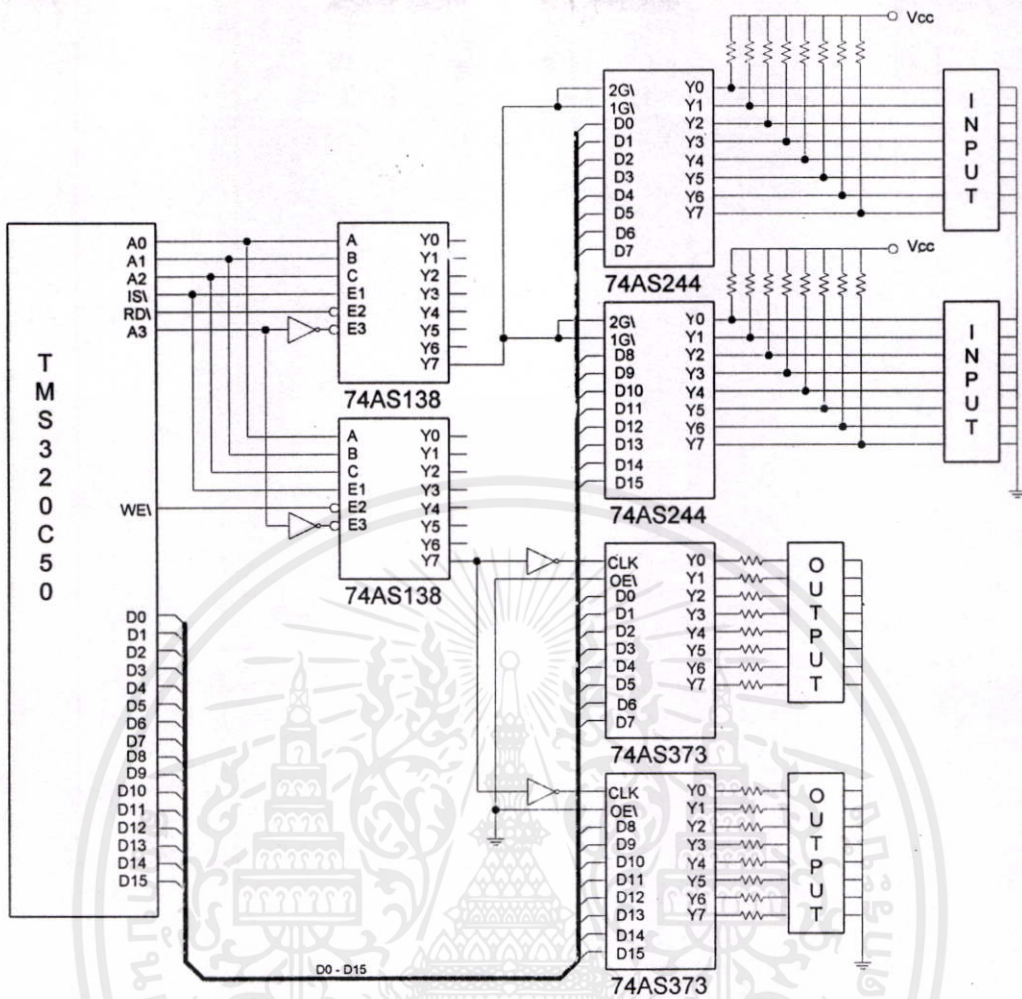 Vcc
2G\ Y0
1G\ Y1
D0 Y2
D1 Y3
D2 Y4
D3 Y5
D4 Y6
D5 Y7
D6
D7
74AS244
INPUT
Vcc
2G\ Y0
1G\ Y1
D8 Y2
D9 Y3
D10 Y4
D11 Y5
D12 Y6
D13 Y7
D14
D15
74AS244
INPUT
TMS320C50
A0
A1
A2
IS\
RD\
A3
WE\
D0
D1
D2
D3
D4
D5
D6
D7
D8
D9
D10
D11
D12
D13
D14
D15
A Y0
B Y1
C Y2
E1 Y3
E2 Y4
E3 Y5
Y6
Y7
74AS138
A Y0
B Y1
C Y2
E1 Y3
E2 Y4
E3 Y5
Y6
Y7
74AS138
CLK Y0
OE\ Y1
D0 Y2
D1 Y3
D2 Y4
D3 Y5
D4 Y6
D5 Y7
D6
D7
74AS373
OUTPUT
CLK Y0
OE\ Y1
D8 Y2
D9 Y3
D10 Y4
D11 Y5
D12 Y6
D13 Y7
D14
D15
74AS373
OUTPUT
D0 - D15